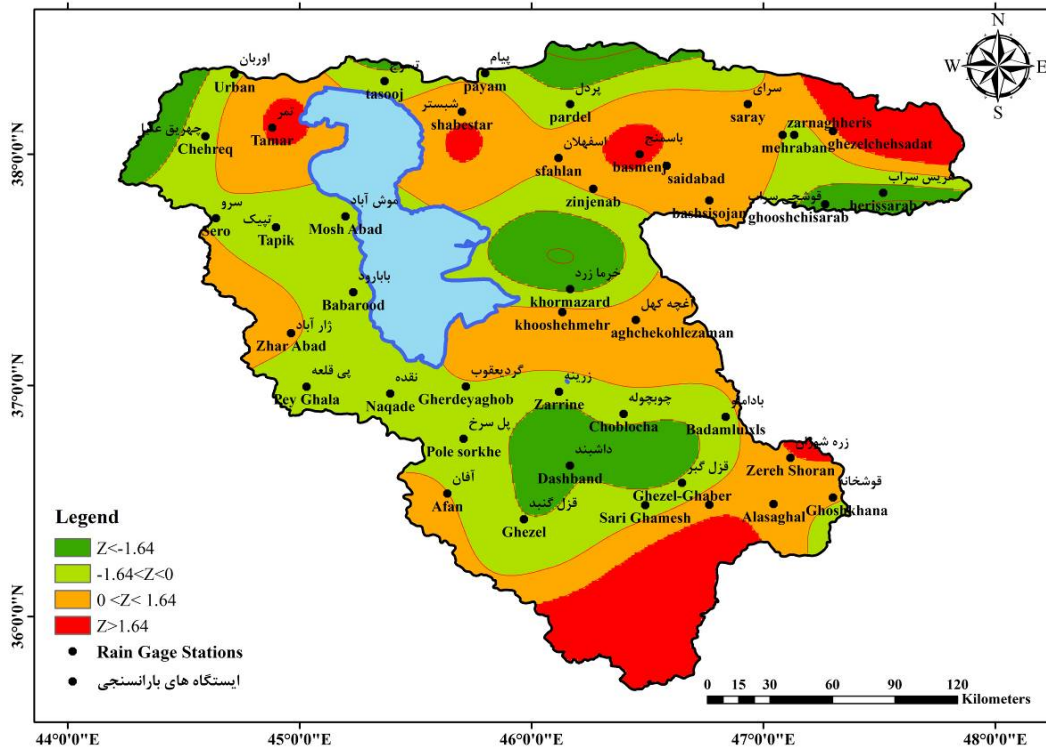 N
W
E
S
اوربان
Urban
tasooj
پیام
payam
پردل
pardel
سرای
saray
zarnaghheris
mehraban
ghezelchehsadat
Chehreq
تمر
Tamar
شبستر
shabestar
اسفهلان
sfahlan
باسمنج
basmenj
saidabad
zinjenab
bashsisojan
قوشچی سراب
ghooshchisarab
هریس سراب
herissarab
سرو
Sero
تپیک
Tapik
موش آباد
Mosh Abad
بابارود
Babarood
خرما زرد
khormazard
khooshehmehr
آغچه کهل
aghchekohlezaman
ژار آباد
Zhar Abad
پی قلعه
Pey Ghala
نقده
Naqade
گردیعقوب
Gherdeyaghob
زرینه
Zarrine
چوبچوله
Choblocha
Badamluixls
پل سرخ
Pole sorkhe
داشبند
Dashband
قزل گبر
Ghezel-Ghaber
زره شوران
Zereh Shoran
آفان
Afan
قزل گنبد
Ghezel
Sari Ghamesh
Alasaghal
قوشخانه
Ghoshkhana
Legend
Z<-1.64
-1.64<Z<0
0 <Z< 1.64
Z>1.64
Rain Gage Stations
ایستگاه های بارانسنجی
0 15 30 60 90 120
Kilometers
38°0'0"N
37°0'0"N
36°0'0"N
44°0'0"E
45°0'0"E
46°0'0"E
47°0'0"E
48°0'0"E